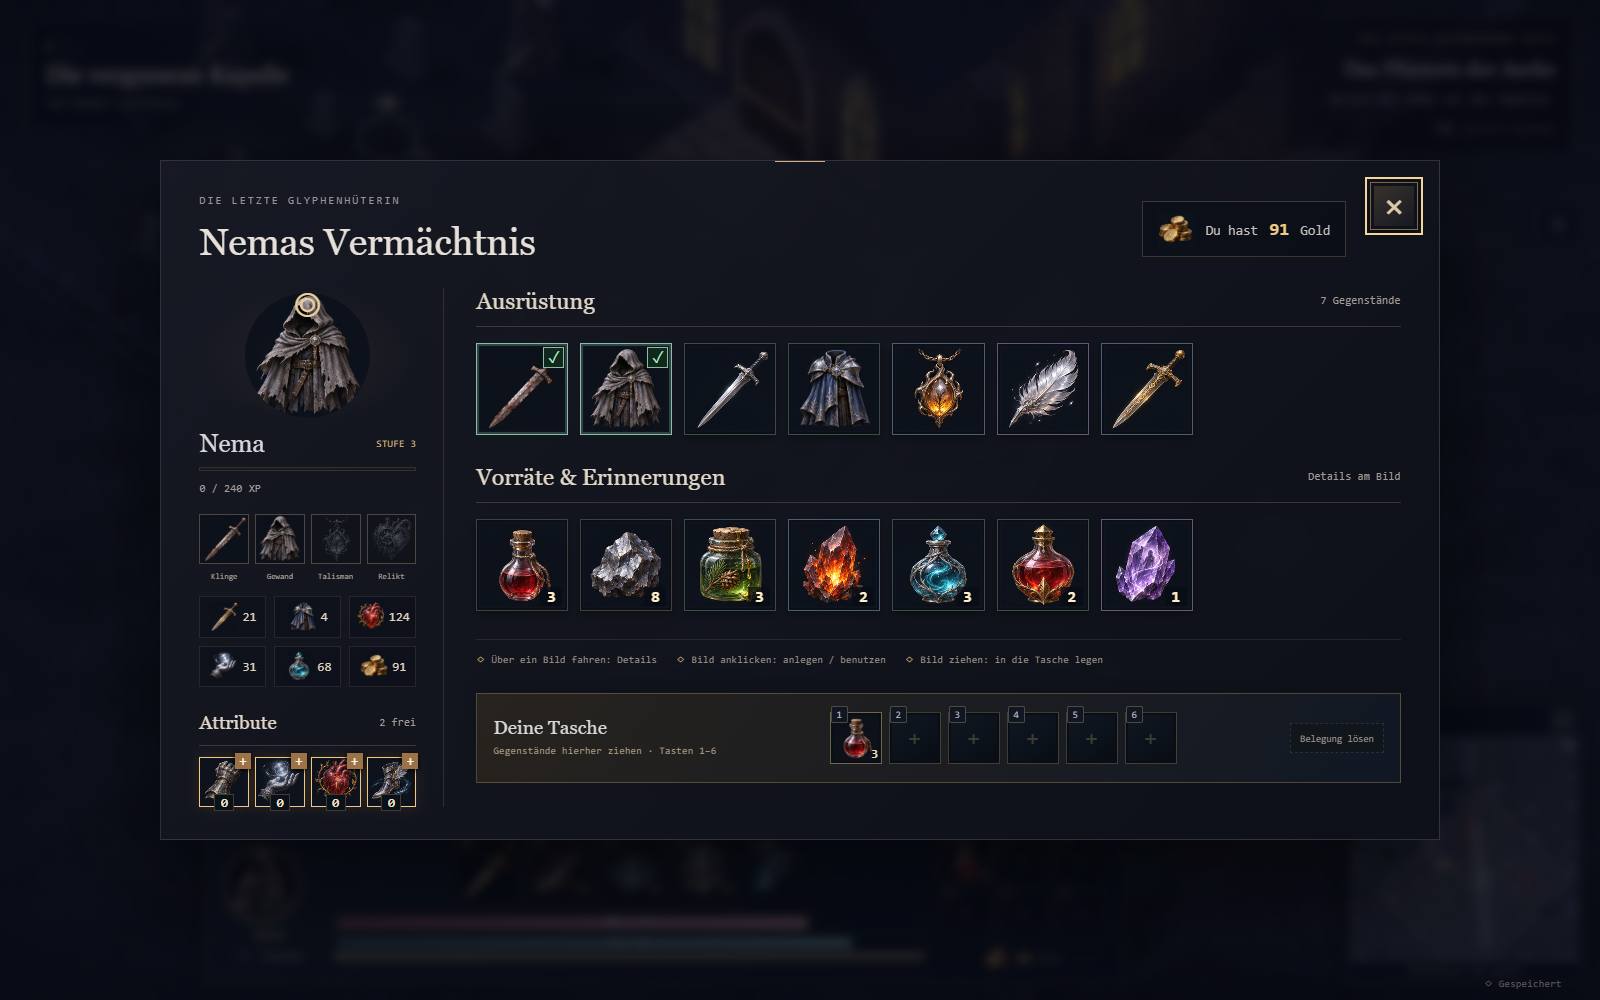 DIE LETZTE GLYPHENHÜTERIN
Nemas Vermächtnis
Du hast 91 Gold
×
Nema
STUFE 3
0 / 240 XP
Klinge Gewand Talisman Relikt
21 4 124
31 68 91
Attribute
2 frei
+ + + +
0 0 0 0
Ausrüstung
7 Gegenstände
✓ ✓
Vorräte & Erinnerungen
Details am Bild
3 8 3 2 3 2 1
◇ Über ein Bild fahren: Details ◇ Bild anklicken: anlegen / benutzen ◇ Bild ziehen: in die Tasche legen
Deine Tasche
Gegenstände hierher ziehen · Tasten 1–6
1 2 3 4 5 6
3 + + + + +
Belegung lösen
◇ Gespeichert